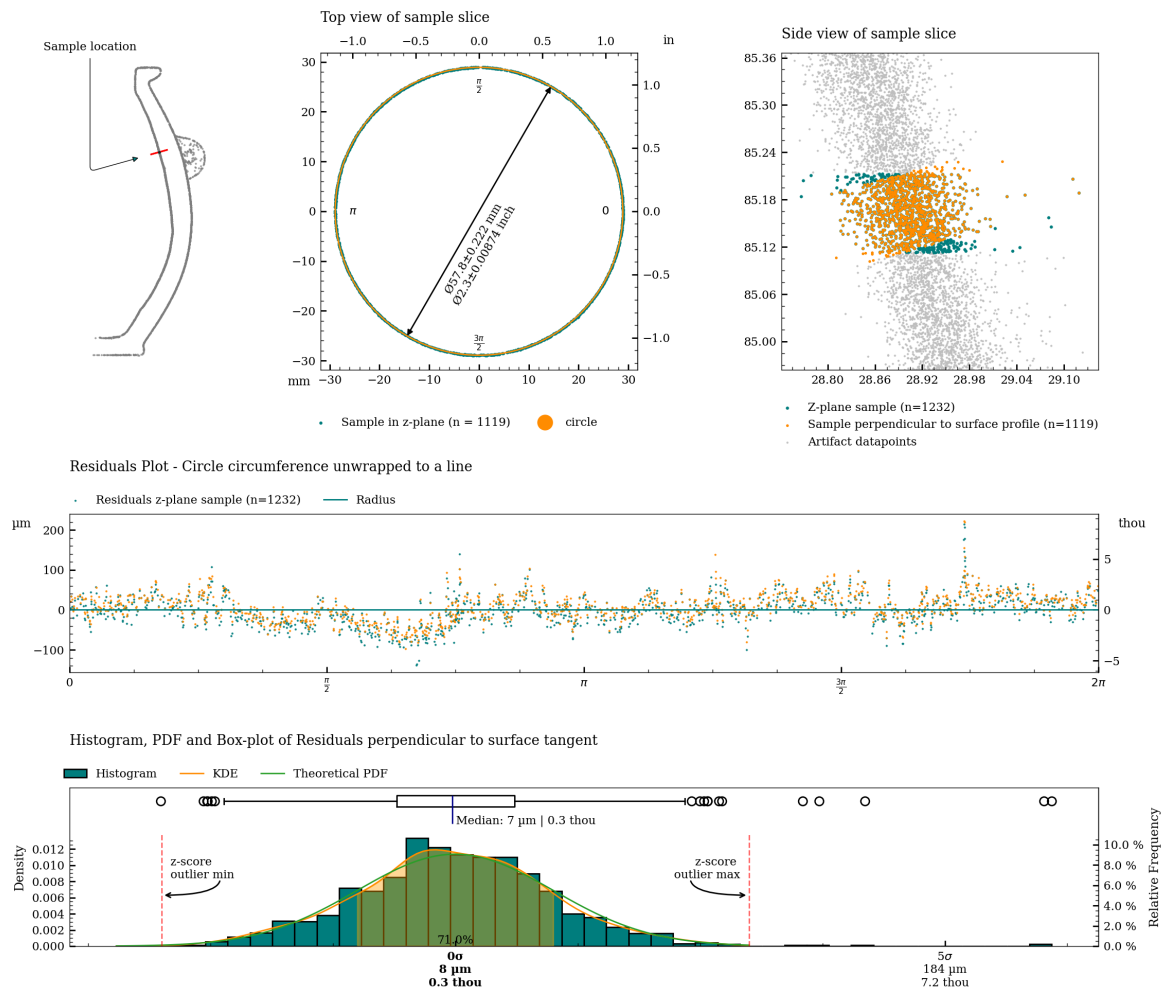 Sample location
Top view of sample slice
−1.0 −0.5 0.0 0.5 1.0 in
30
20
10
0
−10
−20
−30
mm −30 −20 −10 0 10 20 30
1.0
0.5
0.0
−0.5
−1.0
π/2
π
0
3π/2
Ø57.8±0.222 mm
Ø2.3±0.00874 inch
Sample in z-plane (n = 1119) circle
Side view of sample slice
85.36
85.30
85.24
85.18
85.12
85.06
85.00
28.80 28.86 28.92 28.98 29.04 29.10
Z-plane sample (n=1232)
Sample perpendicular to surface profile (n=1119)
Artifact datapoints
Residuals Plot - Circle circumference unwrapped to a line
Residuals z-plane sample (n=1232) Radius
µm thou
200
100
0
−100
5
0
−5
0 π/2 π 3π/2 2π
Histogram, PDF and Box-plot of Residuals perpendicular to surface tangent
Histogram KDE Theoretical PDF
Median: 7 µm | 0.3 thou
Density
0.012
0.010
0.008
0.006
0.004
0.002
0.000
z-score
outlier min
z-score
outlier max
10.0 %
8.0 %
6.0 %
4.0 %
2.0 %
0.0 %
Relative Frequency
71.0%
0σ
8 µm
0.3 thou
5σ
184 µm
7.2 thou